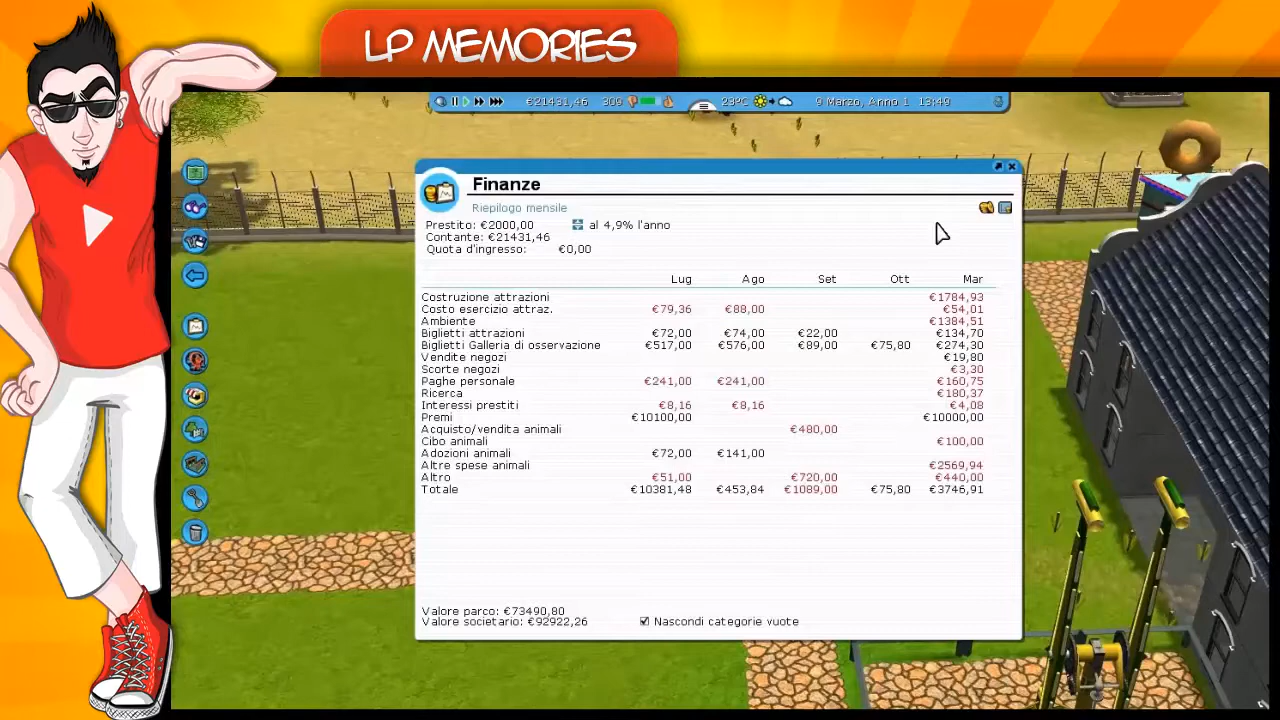 LP MEMORIES
€21431,46 309 23ºC 9 Marzo, Anno 1 13:49
Finanze
Riepilogo mensile
Prestito: €2000,00 al 4,9% l'anno
Contante: €21431,46
Quota d'ingresso: €0,00
Lug Ago Set Ott Mar
Costruzione attrazioni €1784,93
Costo esercizio attraz. €79,36 €88,00 €54,01
Ambiente €1384,51
Biglietti attrazioni €72,00 €74,00 €22,00 €134,70
Biglietti Galleria di osservazione €517,00 €576,00 €89,00 €75,80 €274,30
Vendite negozi €19,80
Scorte negozi €3,30
Paghe personale €241,00 €241,00 €160,75
Ricerca €180,37
Interessi prestiti €8,16 €8,16 €4,08
Premi €10100,00 €10000,00
Acquisto/vendita animali €480,00
Cibo animali €100,00
Adozioni animali €72,00 €141,00
Altre spese animali €2569,94
Altro €51,00 €720,00 €440,00
Totale €10381,48 €453,84 €1089,00 €75,80 €3746,91
Valore parco: €73490,80
Valore societario: €92922,26
Nascondi categorie vuote